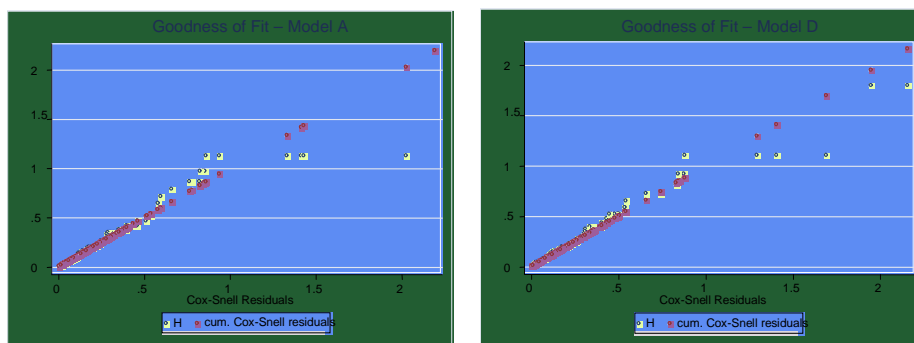 Goodness of Fit – Model A
2
1.5
1
.5
0
0 .5 1 1.5 2
Cox-Snell Residuals
H cum. Cox-Snell residuals
Goodness of Fit – Model D
2
1.5
1
.5
0
0 .5 1 1.5 2
Cox-Snell Residuals
H cum. Cox-Snell residuals